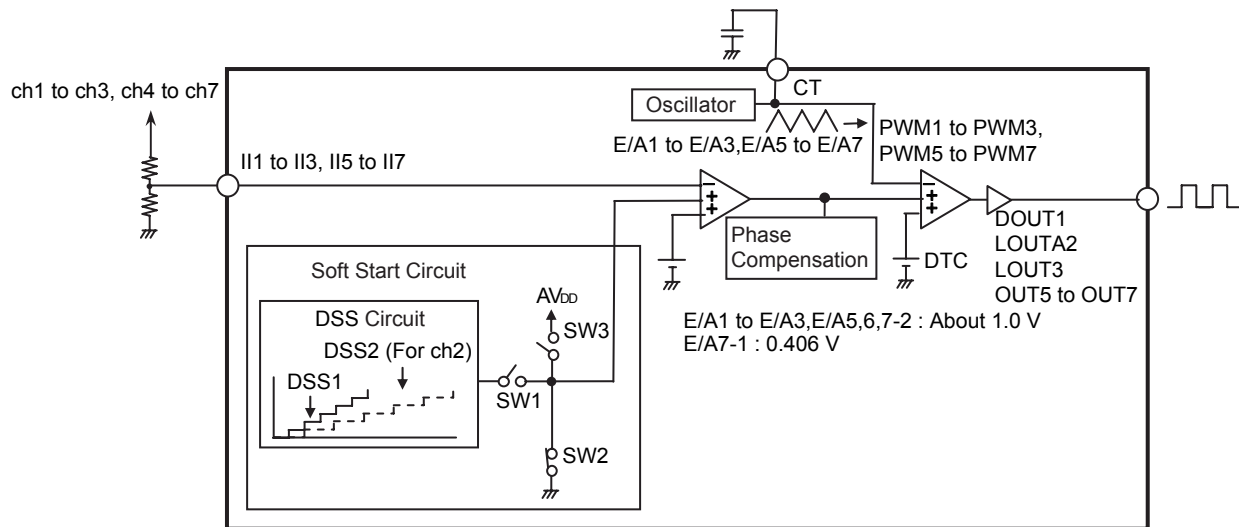 CT
ch1 to ch3, ch4 to ch7
Oscillator
E/A1 to E/A3,E/A5 to E/A7
PWM1 to PWM3,
PWM5 to PWM7
II1 to II3, II5 to II7
Phase
Compensation
DTC
DOUT1
LOUTA2
LOUT3
OUT5 to OUT7
Soft Start Circuit
AVDD
SW3
DSS Circuit
DSS2 (For ch2)
DSS1
SW1
SW2
E/A1 to E/A3,E/A5,6,7-2 : About 1.0 V
E/A7-1 : 0.406 V